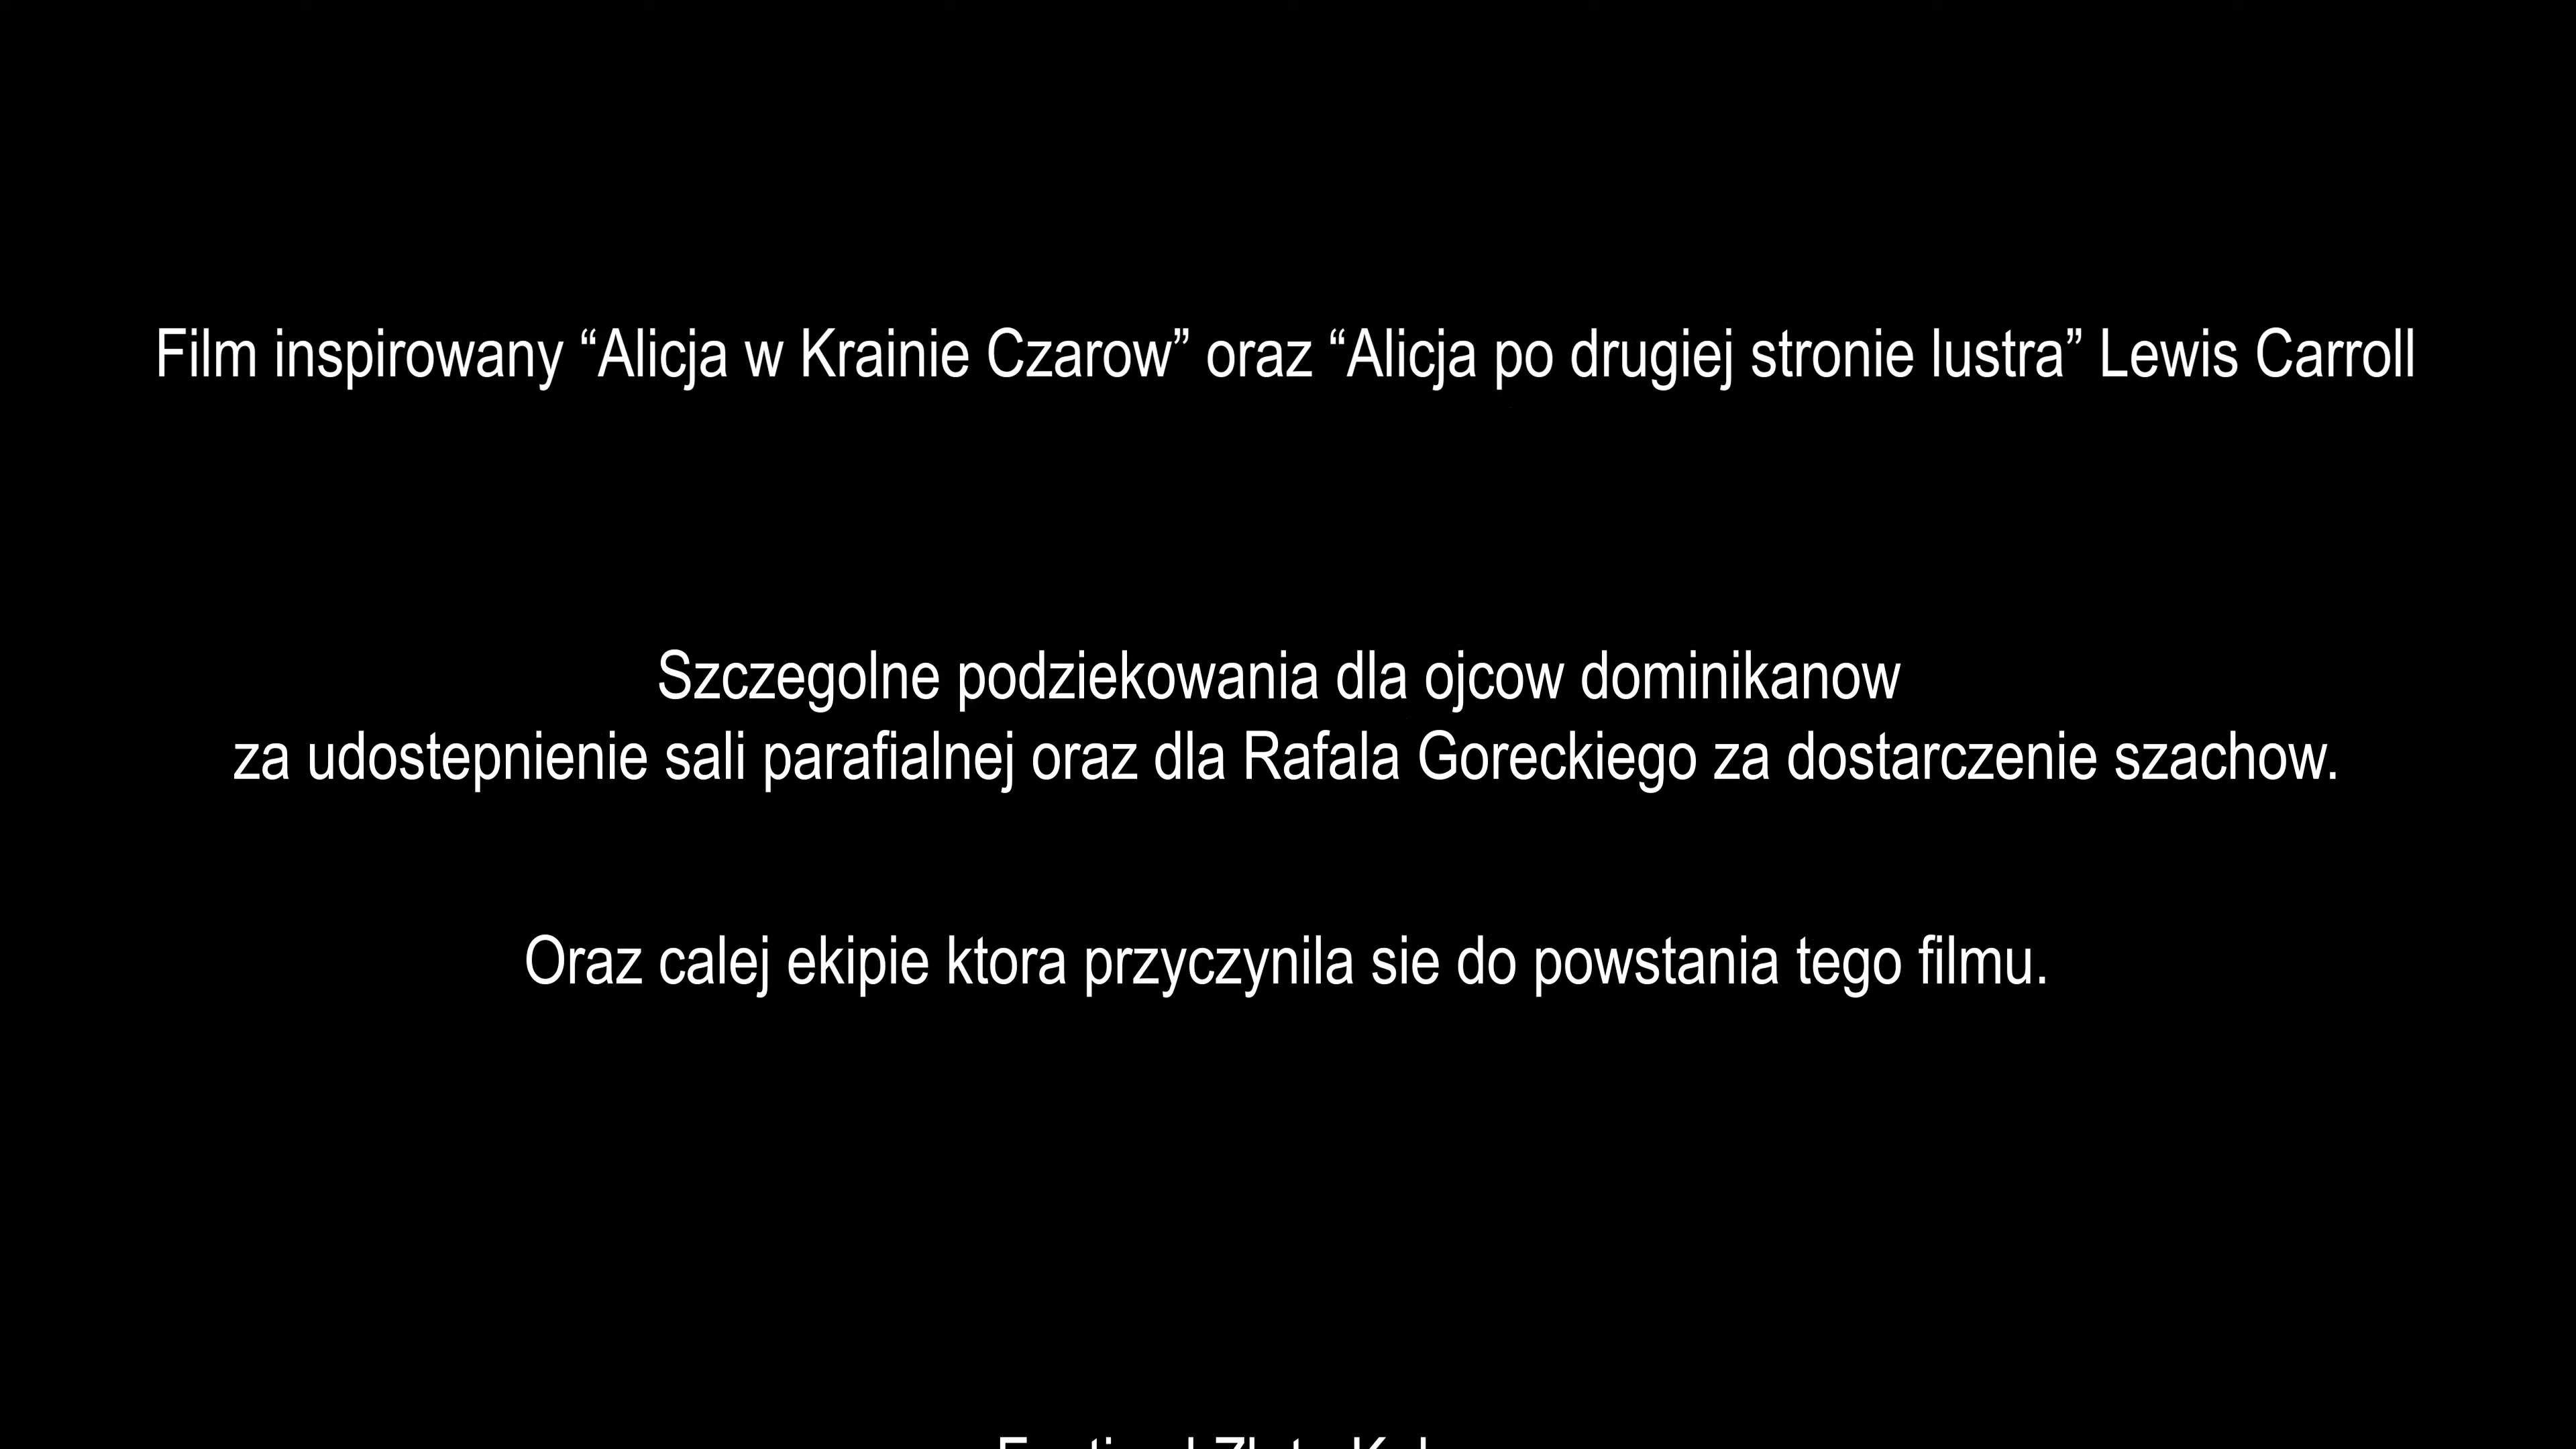 Film inspirowany “Alicja w Krainie Czarow” oraz “Alicja po drugiej stronie lustra” Lewis Carroll
Szczegolne podziekowania dla ojcow dominikanow
za udostepnienie sali parafialnej oraz dla Rafala Goreckiego za dostarczenie szachow.
Oraz calej ekipie ktora przyczynila sie do powstania tego filmu.
Festiwal